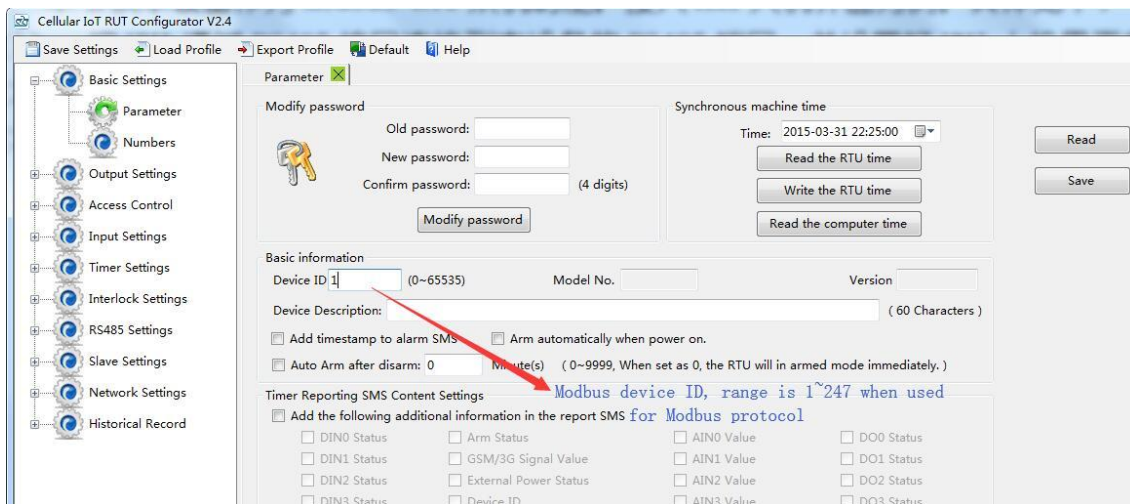 Cellular IoT RUT Configurator V2.4
Save Settings Load Profile Export Profile Default Help
Basic Settings
Parameter
Numbers
Output Settings
Access Control
Input Settings
Timer Settings
Interlock Settings
RS485 Settings
Slave Settings
Network Settings
Historical Record
Parameter
Modify password
Old password:
New password:
Confirm password: (4 digits)
Modify password
Synchronous machine time
Time: 2015-03-31 22:25:00
Read the RTU time
Write the RTU time
Read the computer time
Read
Save
Basic information
Device ID 1 (0~65535) Model No. Version
Device Description: ( 60 Characters )
Add timestamp to alarm SMS Arm automatically when power on.
Auto Arm after disarm: 0 Minute(s) ( 0~9999, When set as 0, the RTU will in armed mode immediately. )
Modbus device ID, range is 1~247 when used
for Modbus protocol
Timer Reporting SMS Content Settings
Add the following additional information in the report SMS
DIN0 Status Arm Status AIN0 Value DO0 Status
DIN1 Status GSM/3G Signal Value AIN1 Value DO1 Status
DIN2 Status External Power Status AIN2 Value DO2 Status
DIN3 Status Device ID AIN3 Value DO3 Status